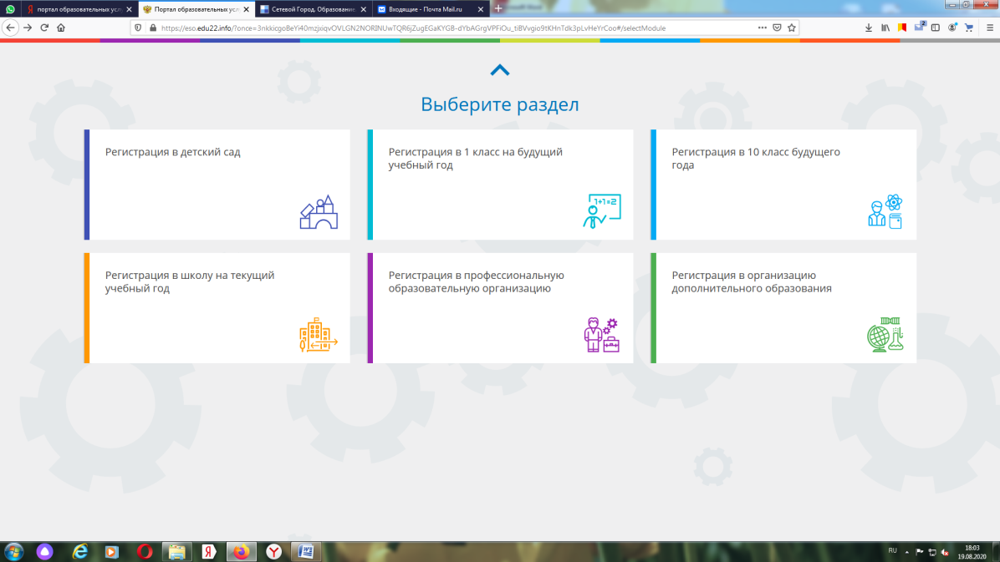 портал образовательных усл
Портал образовательных усл
Сетевой Город. Образование
Входящие - Почта Mail.ru
https://eso.edu22.info/?once=3nkkicgoBeYi40mzjxiqvOVLGN2NORINUwTQR6jZugEGaKYGB-dYbAGrgVPFiOu_tiBVvgio9tKHnTdk3pLvHeYrCoo#/selectModule
2
Выберите раздел
Регистрация в детский сад
Регистрация в 1 класс на будущий
учебный год
1+1=2
Регистрация в 10 класс будущего
года
Регистрация в школу на текущий
учебный год
Регистрация в профессиональную
образовательную организацию
Регистрация в организацию
дополнительного образования
RU
18:03
19.08.2020